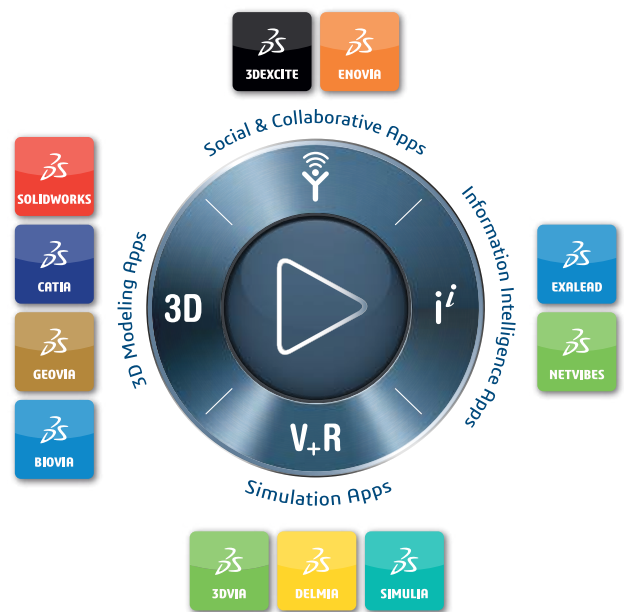 3DEXCITE
ENOVIA
Social & Collaborative Apps
SOLIDWORKS
CATIA
GEOVIA
BIOVIA
3D Modeling Apps
3D
i i
V+R
Information Intelligence Apps
EXALEAD
NETVIBES
Simulation Apps
3DVIA
DELMIA
SIMULIA